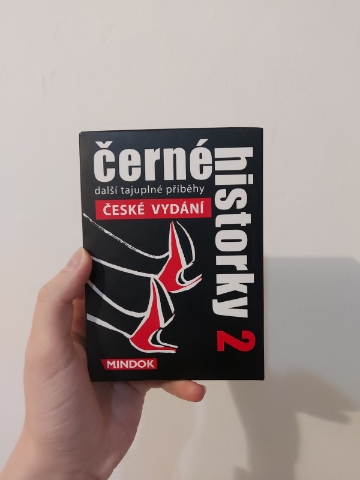 černé
historky 2
další tajuplné příběhy
ČESKÉ VYDÁNÍ
MINDOK